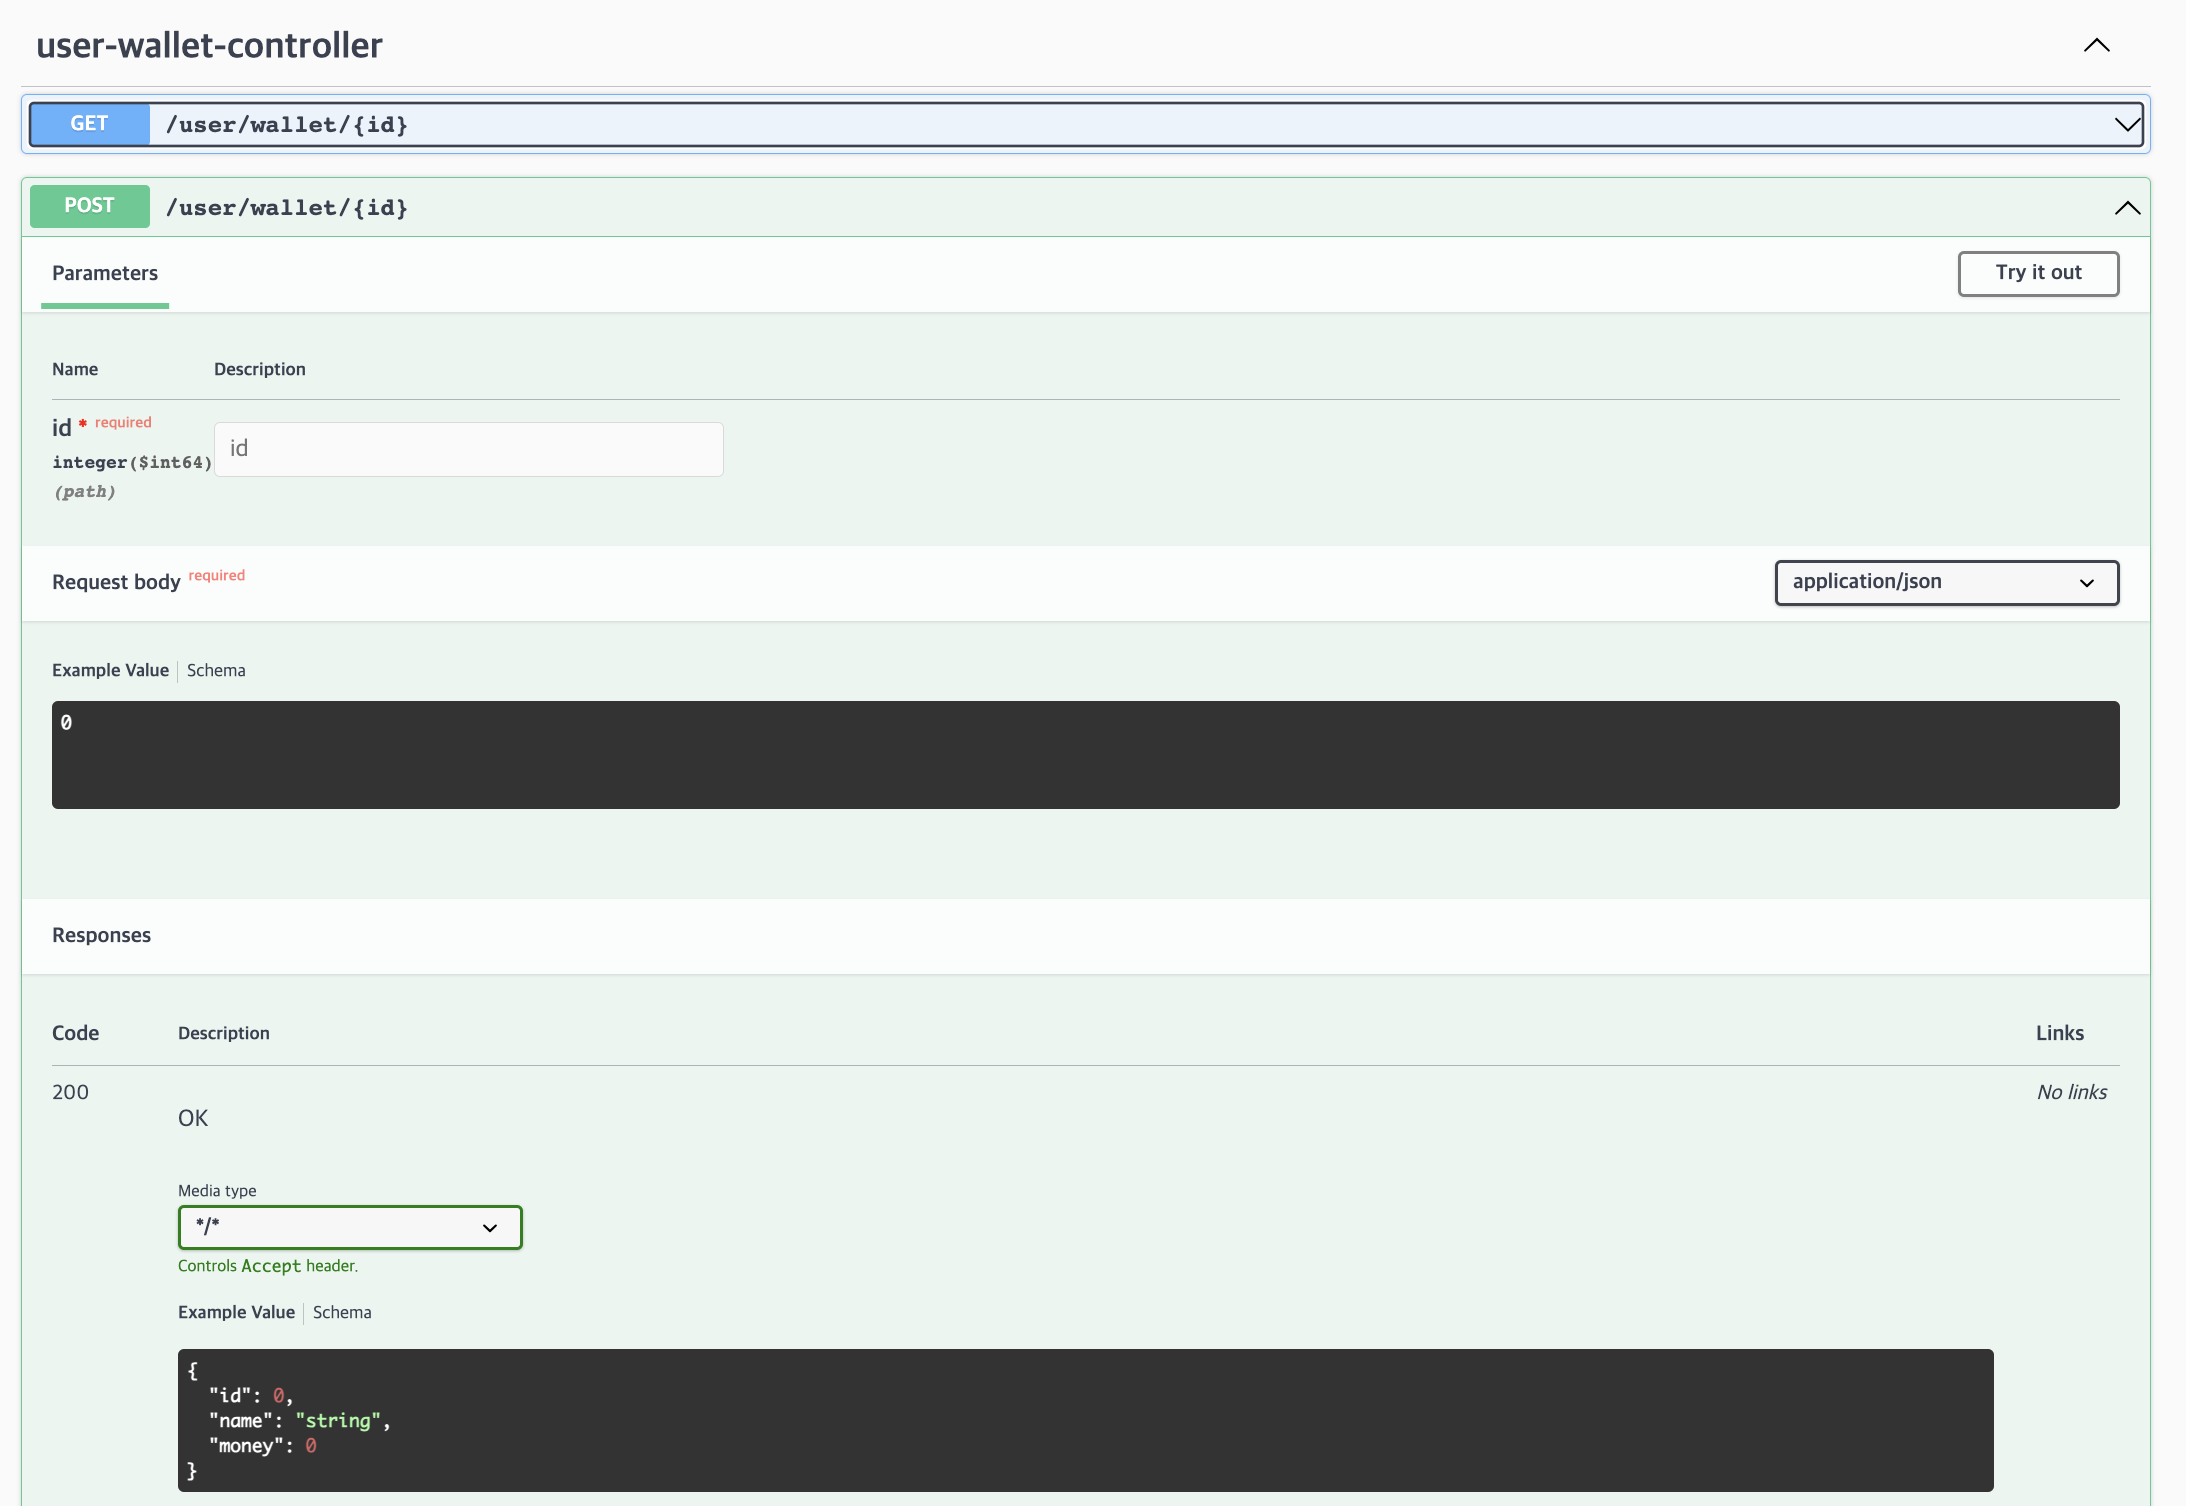 user-wallet-controller
GET /user/wallet/{id}
POST /user/wallet/{id}
Parameters
Try it out
Name Description
id * required
integer($int64)
(path)
id
Request body required
application/json
Example Value Schema
0
Responses
Code Description Links
200 No links
OK
Media type
*/*
Controls Accept header.
Example Value Schema
{
  "id": 0,
  "name": "string",
  "money": 0
}